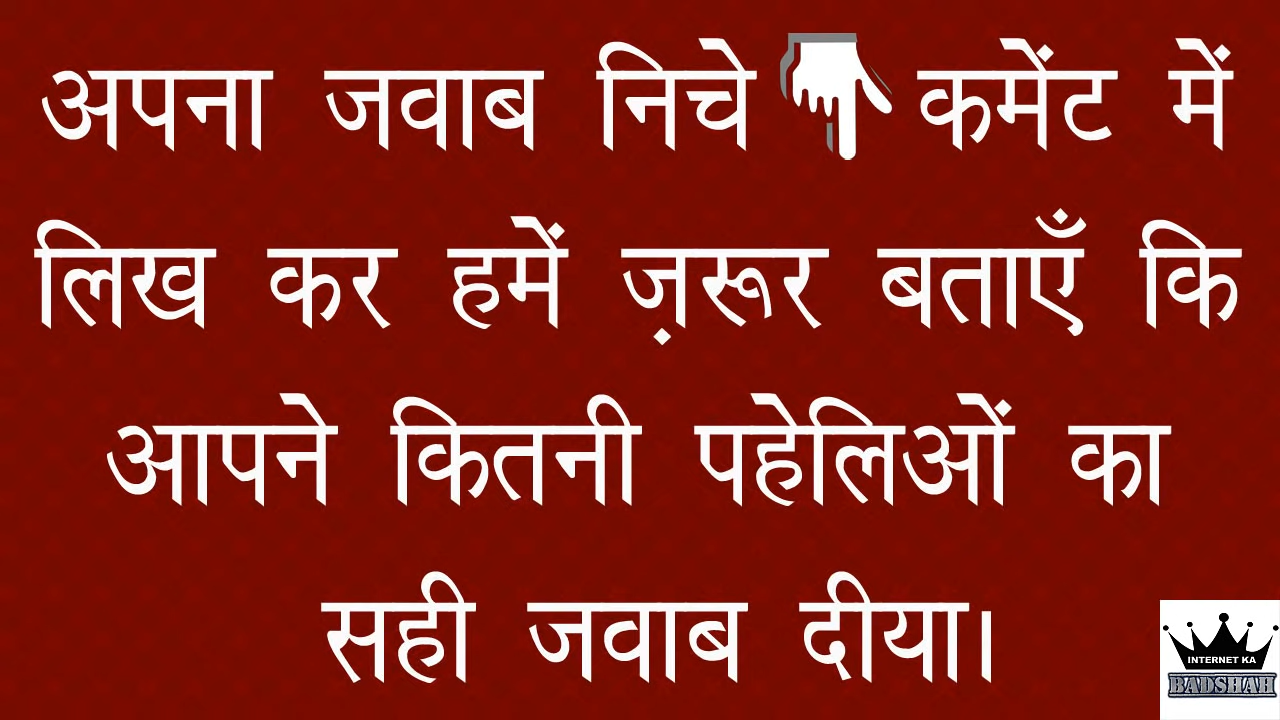 अपना जवाब निचे👇कमेंट में
लिख कर हमें ज़रूर बताएँ कि
आपने कितनी पहेलिओं का
सही जवाब दीया।
INTERNET KA
BADSHAH